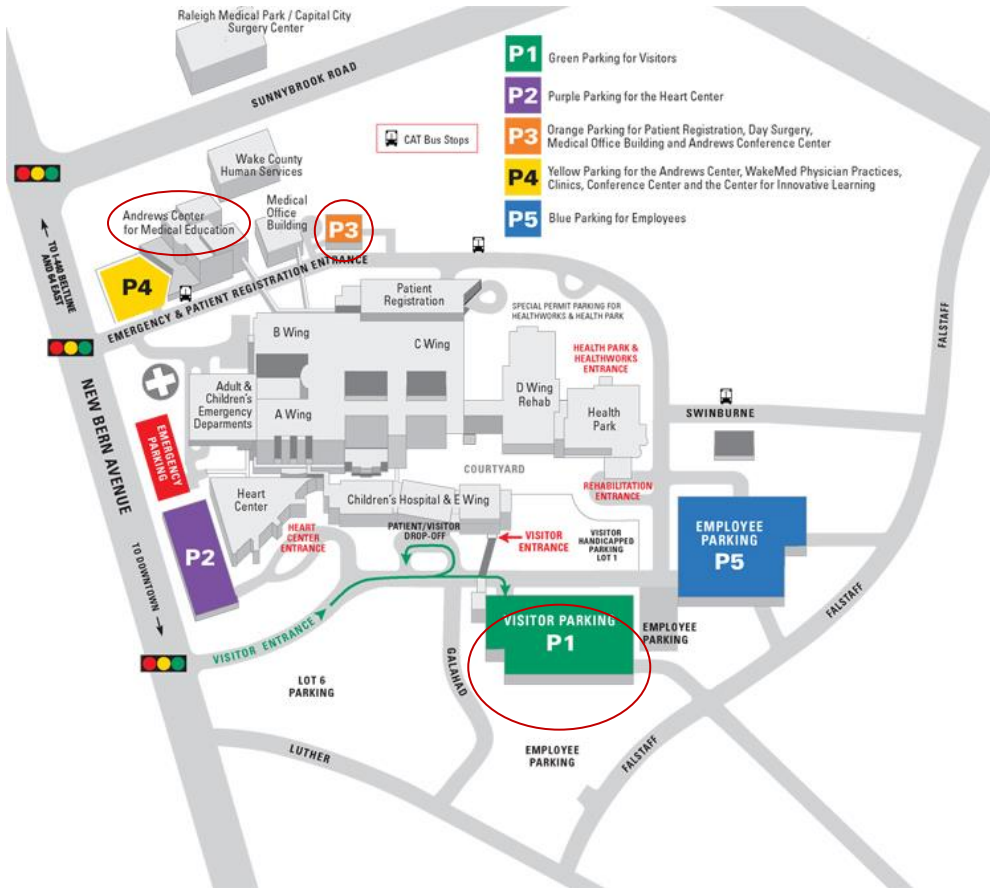 Raleigh Medical Park / Capital City
Surgery Center
SUNNYBROOK ROAD
P1
Green Parking for Visitors
P2
Purple Parking for the Heart Center
P3
Orange Parking for Patient Registration, Day Surgery,
Medical Office Building and Andrews Conference Center
P4
Yellow Parking for the Andrews Center, WakeMed Physician Practices,
Clinics, Conference Center and the Center for Innovative Learning
P5
Blue Parking for Employees
CAT Bus Stops
Wake County
Human Services
Andrews Center
for Medical Education
Medical
Office
Building
P3
P4
TO I-440 BELTLINE
AND 64 EAST
EMERGENCY & PATIENT REGISTRATION ENTRANCE
Patient
Registration
SPECIAL PERMIT PARKING FOR
HEALTHWORKS & HEALTH PARK
HEALTH PARK &
HEALTHWORKS
ENTRANCE
B Wing
C Wing
D Wing
Rehab
Health
Park
FALSTAFF
SWINBURNE
Adult &
Children's
Emergency
Deparments
A Wing
NEW BERN AVENUE
EMERGENCY
PARKING
COURTYARD
REHABILITATION
ENTRANCE
Heart
Center
Children's Hospital & E Wing
HEART
CENTER
ENTRANCE
PATIENT/VISITOR
DROP-OFF
VISITOR
ENTRANCE
VISITOR
HANDICAPPED
PARKING
LOT 1
EMPLOYEE
PARKING
P5
P2
TO DOWNTOWN
VISITOR ENTRANCE
VISITOR PARKING
P1
EMPLOYEE
PARKING
FALSTAFF
GALAHAD
LOT 6
PARKING
LUTHER
EMPLOYEE
PARKING
FALSTAFF